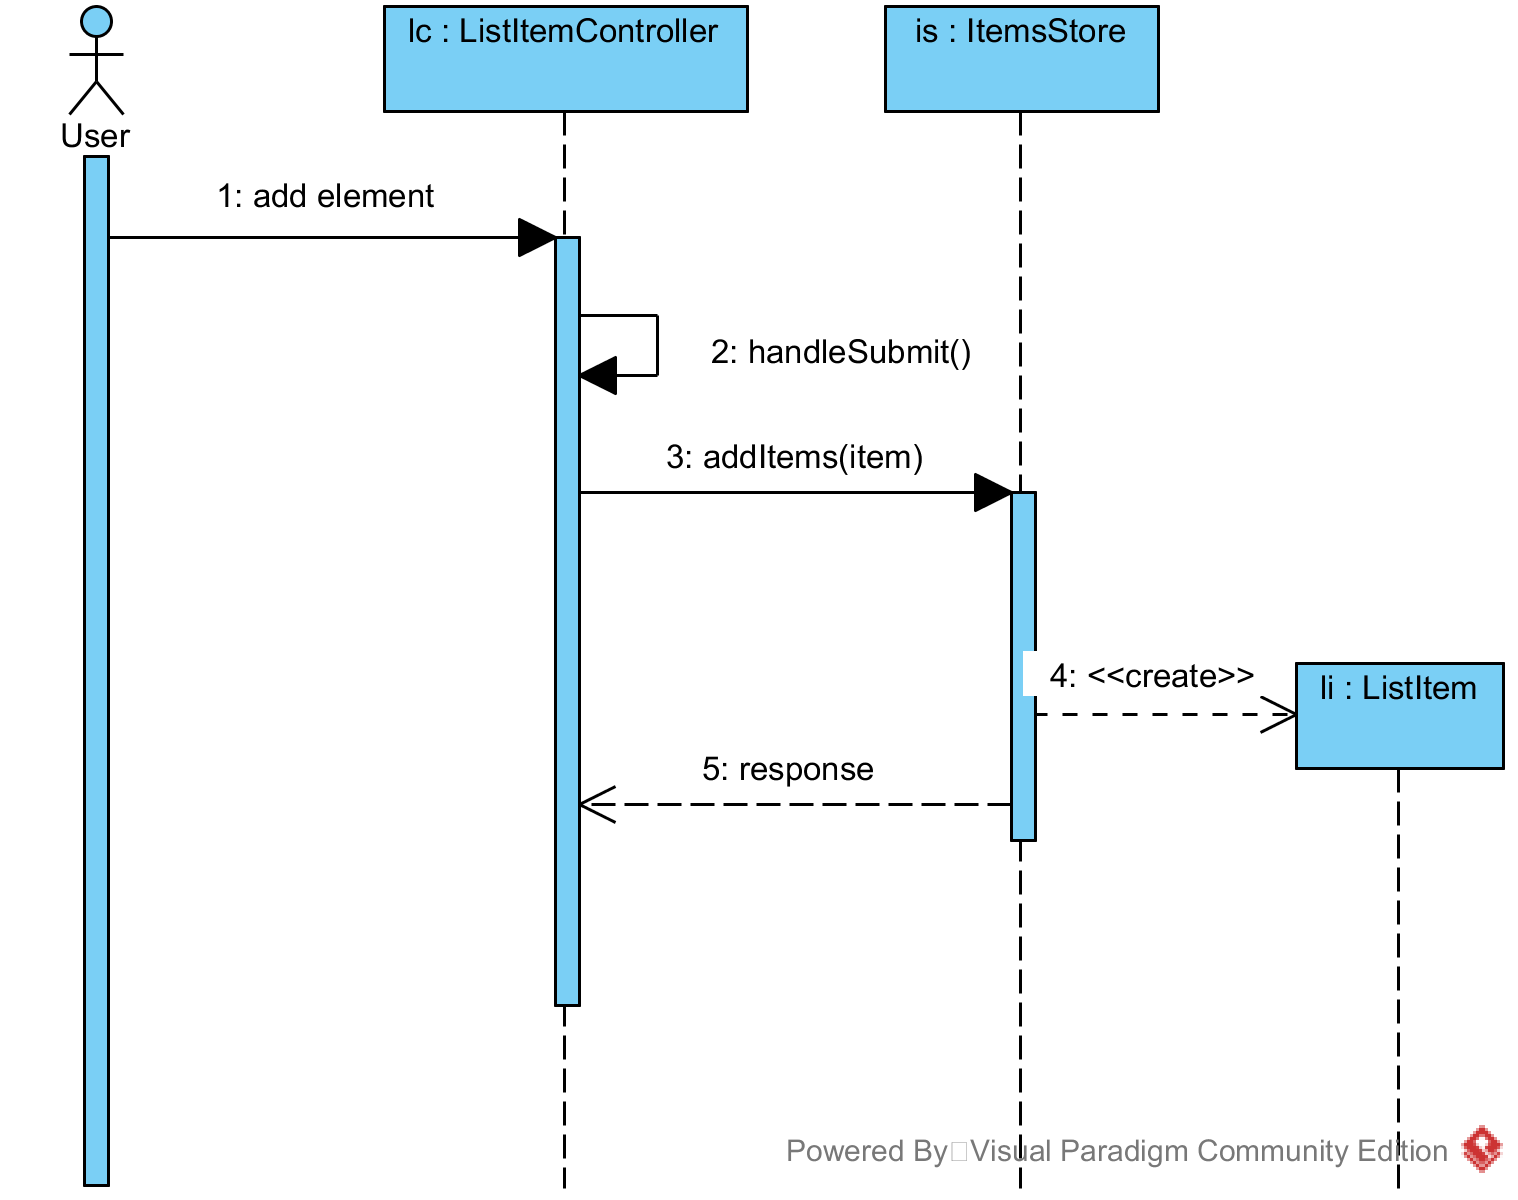 lc : ListItemController
is : ItemsStore
User
1: add element
2: handleSubmit()
3: addItems(item)
4: <<create>>
li : ListItem
5: response
Powered By Visual Paradigm Community Edition